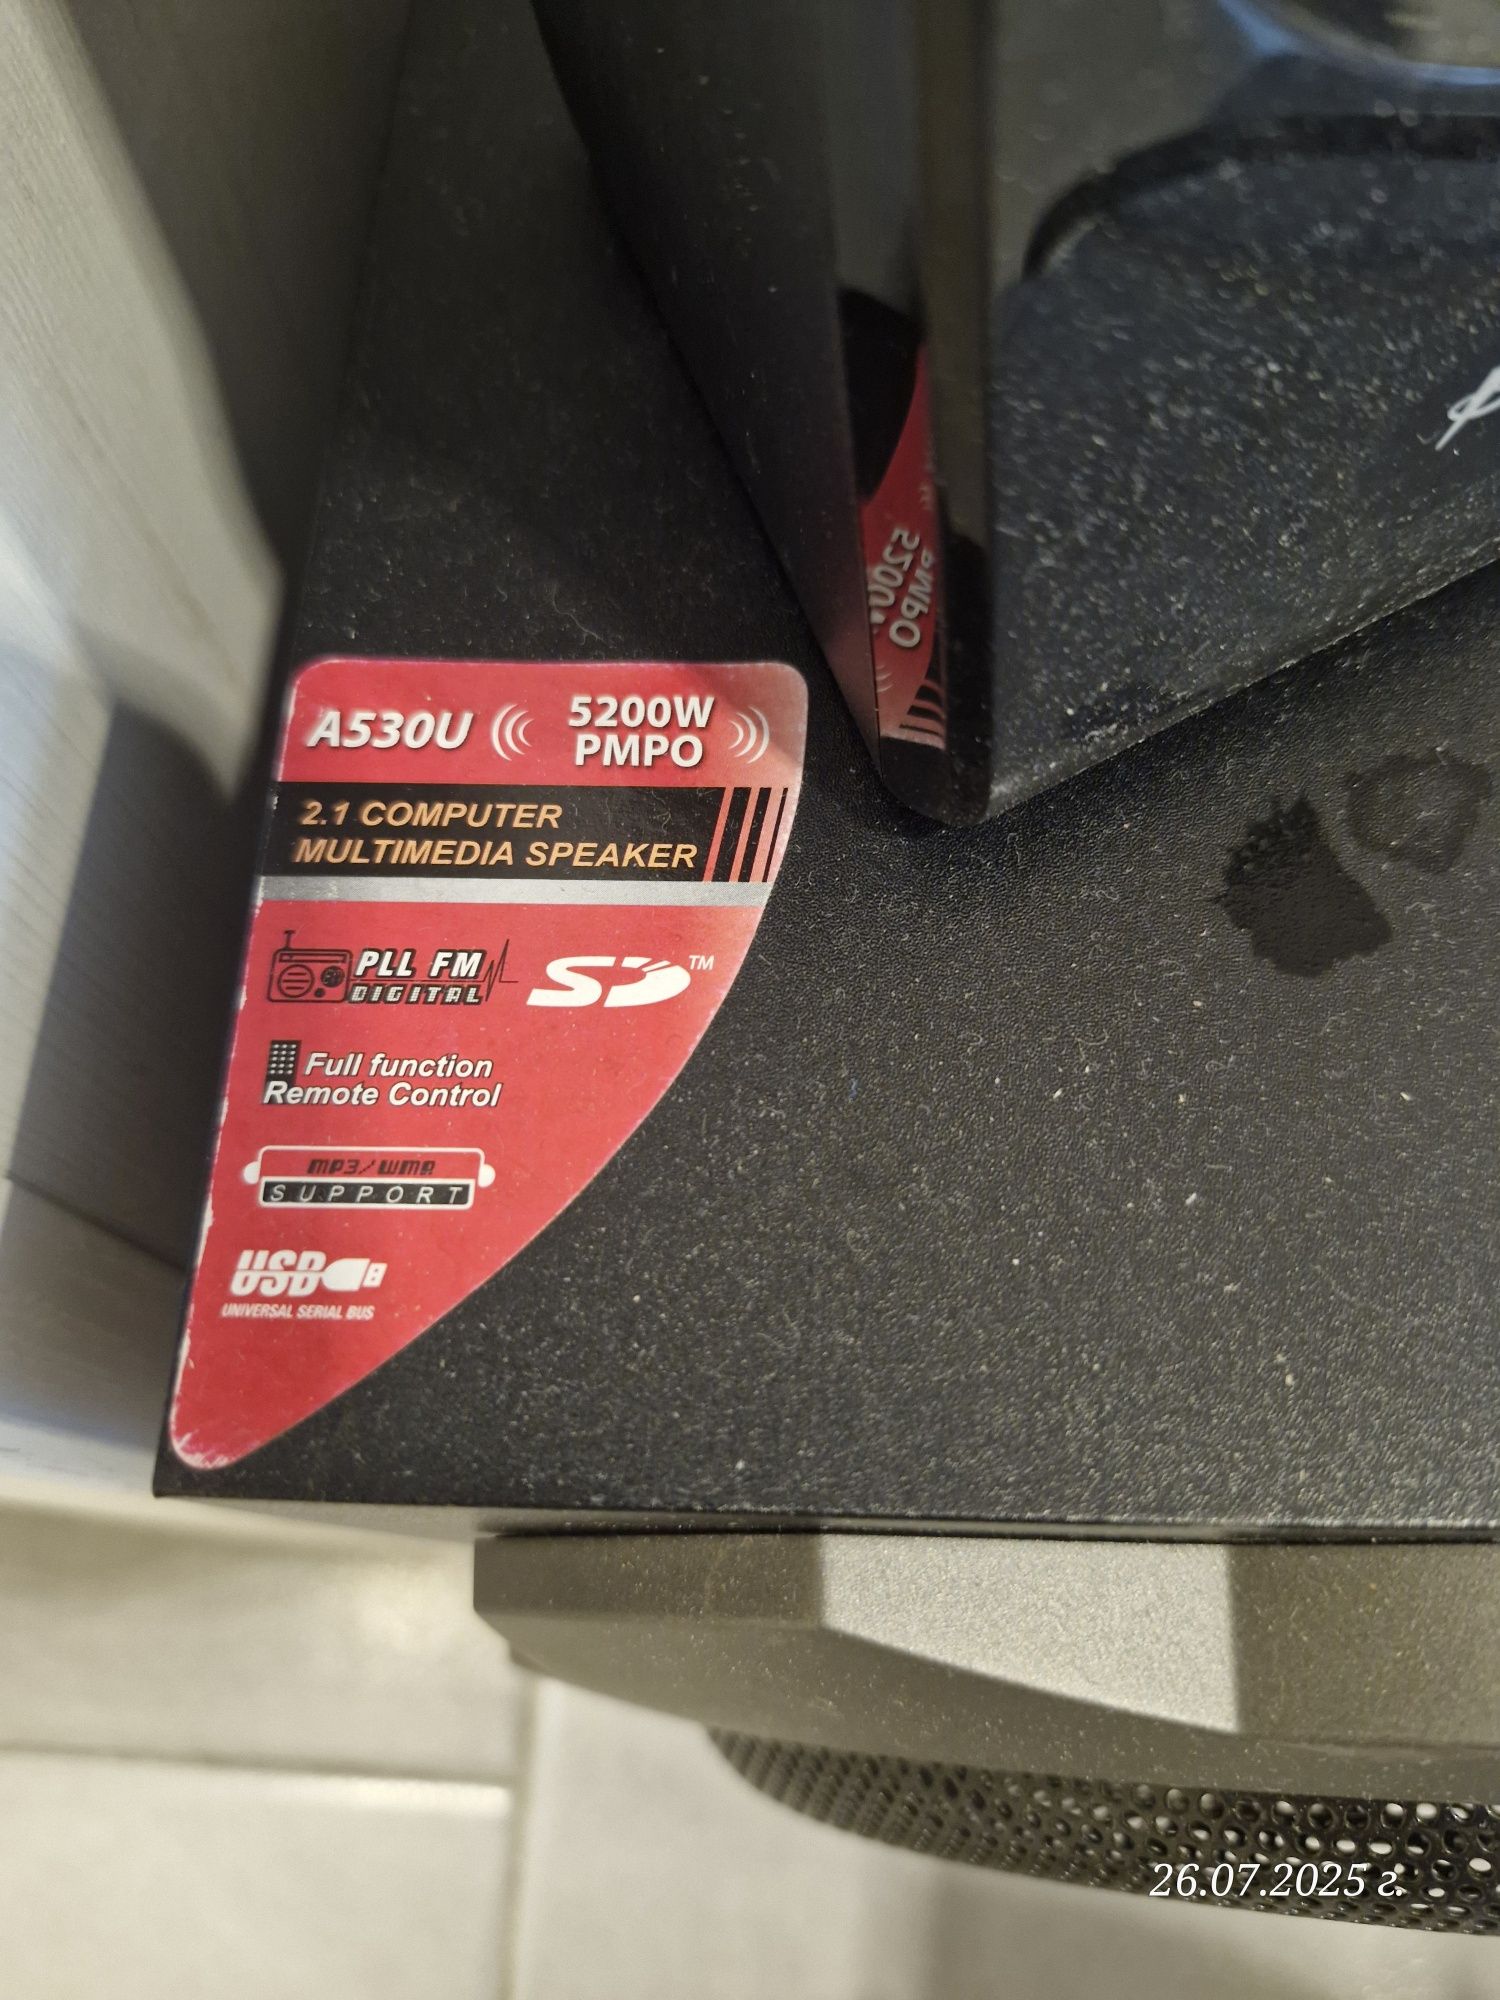 A530U
5200W
PMPO
2.1 COMPUTER
MULTIMEDIA SPEAKER
PLL FM
DIGITAL
SD™
Full function
Remote Control
MP3/WMA
SUPPORT
USB
UNIVERSAL SERIAL BUS
5200W
PMPO
26.07.2025 г.